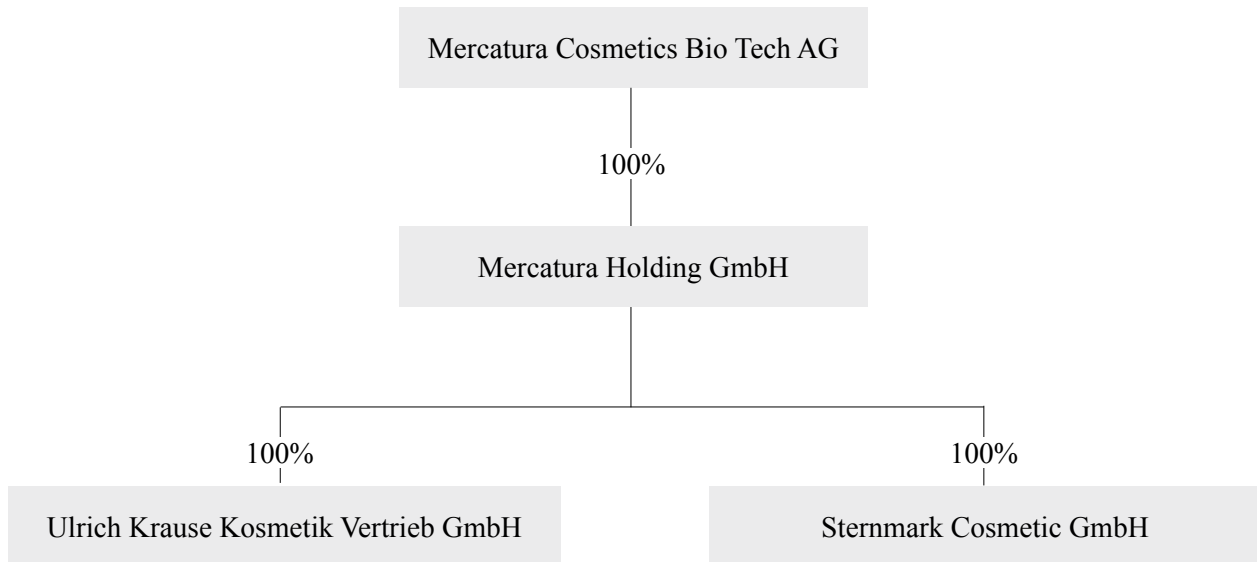 Mercatura Cosmetics Bio Tech AG
100%
Mercatura Holding GmbH
100%
100%
Ulrich Krause Kosmetik Vertrieb GmbH
Sternmark Cosmetic GmbH